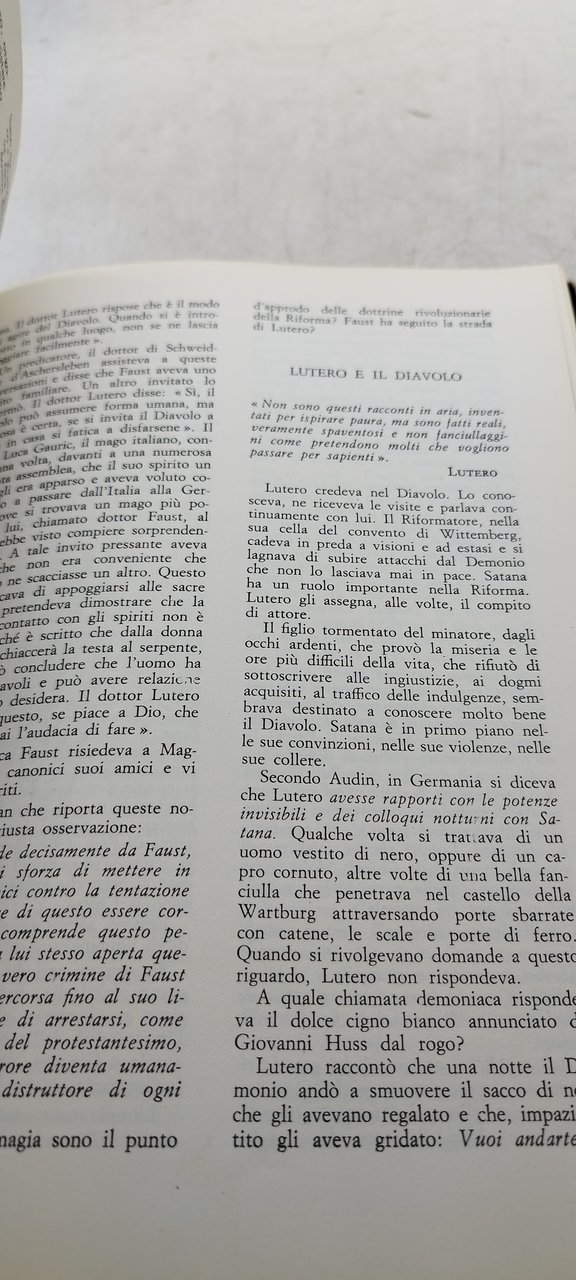 dottor Lutero rispose che è il modo
di agire del Diavolo. Quando si è intro-
in qualche luogo, non se ne lascia
facilmente ».
Un predicatore, il dottor di Schweid-
d'Aschersleben assisteva a queste
e disse che Faust aveva uno
familiare. Un altro invitato lo
Il dottor Lutero disse: « Sì, il
può assumere forma umana, ma
cosa è certa, se si invita il Diavolo a
in casa si fatica a disfarsene ». Il
Luca Gaurico, il mago italiano, con-
una volta, davanti a una numerosa
assemblea, che il suo spirito un
gli era apparso e aveva voluto co-
a passare dall'Italia alla Ger-
ove si trovava un mago più po-
lui, chiamato dottor Faust, al
ebbe visto compiere sorprenden-
A tale invito pressante aveva
che non era conveniente che
ne scacciasse un altro. Questo
cava di appoggiarsi alle sacre
pretendeva dimostrare che la
contatto con gli spiriti non è
ché è scritto che dalla donna
chiaccerà la testa al serpente,
ò concludere che l'uomo ha
avoli e può avere relazione
o desidera. Il dottor Lutero
questo, se piace a Dio, che
ai l'audacia di fare ».
ca Faust risiedeva a Mag-
canonici suoi amici e vi
riti.
an che riporta queste no-
iusta osservazione:
de decisamente da Faust,
i sforza di mettere in
ici contro la tentazione
e di questo essere cor-
comprende questo pe-
lui stesso aperta que-
vero crimine di Faust
ercorsa fino al suo li-
e di arrestarsi, come
del protestantesimo,
rore diventa umana-
distruttore di ogni
magia sono il punto
d'approdo delle dottrine rivoluzionarie
della Riforma? Faust ha seguito la strada
di Lutero?
LUTERO E IL DIAVOLO
« Non sono questi racconti in aria, inven-
tati per ispirare paura, ma sono fatti reali,
veramente spaventosi e non fanciullaggi-
ni come pretendono molti che vogliono
passare per sapienti ».
LUTERO
Lutero credeva nel Diavolo. Lo cono-
sceva, ne riceveva le visite e parlava con-
tinuamente con lui. Il Riformatore, nella
sua cella del convento di Wittemberg,
cadeva in preda a visioni e ad estasi e si
lagnava di subire attacchi dal Demonio
che non lo lasciava mai in pace. Satana
ha un ruolo importante nella Riforma.
Lutero gli assegna, alle volte, il compito
di attore.
Il figlio tormentato del minatore, dagli
occhi ardenti, che provò la miseria e le
ore più difficili della vita, che rifiutò di
sottoscrivere alle ingiustizie, ai dogmi
acquisiti, al traffico delle indulgenze, sem-
brava destinato a conoscere molto bene
il Diavolo. Satana è in primo piano nel-
le sue convinzioni, nelle sue violenze, nelle
sue collere.
Secondo Audin, in Germania si diceva
che Lutero avesse rapporti con le potenze
invisibili e dei colloqui notturni con Sa-
tana. Qualche volta si trattava di un
uomo vestito di nero, oppure di un ca-
pro cornuto, altre volte di una bella fan-
ciulla che penetrava nel castello della
Wartburg attraversando porte sbarrate
con catene, le scale e porte di ferro.
Quando si rivolgevano domande a questo
riguardo, Lutero non rispondeva.
A quale chiamata demoniaca risponde
va il dolce cigno bianco annunciato d
Giovanni Huss dal rogo?
Lutero raccontò che una notte il D
monio andò a smuovere il sacco di no
che gli avevano regalato e che, impazi
tito gli aveva gridato: Vuoi andarte